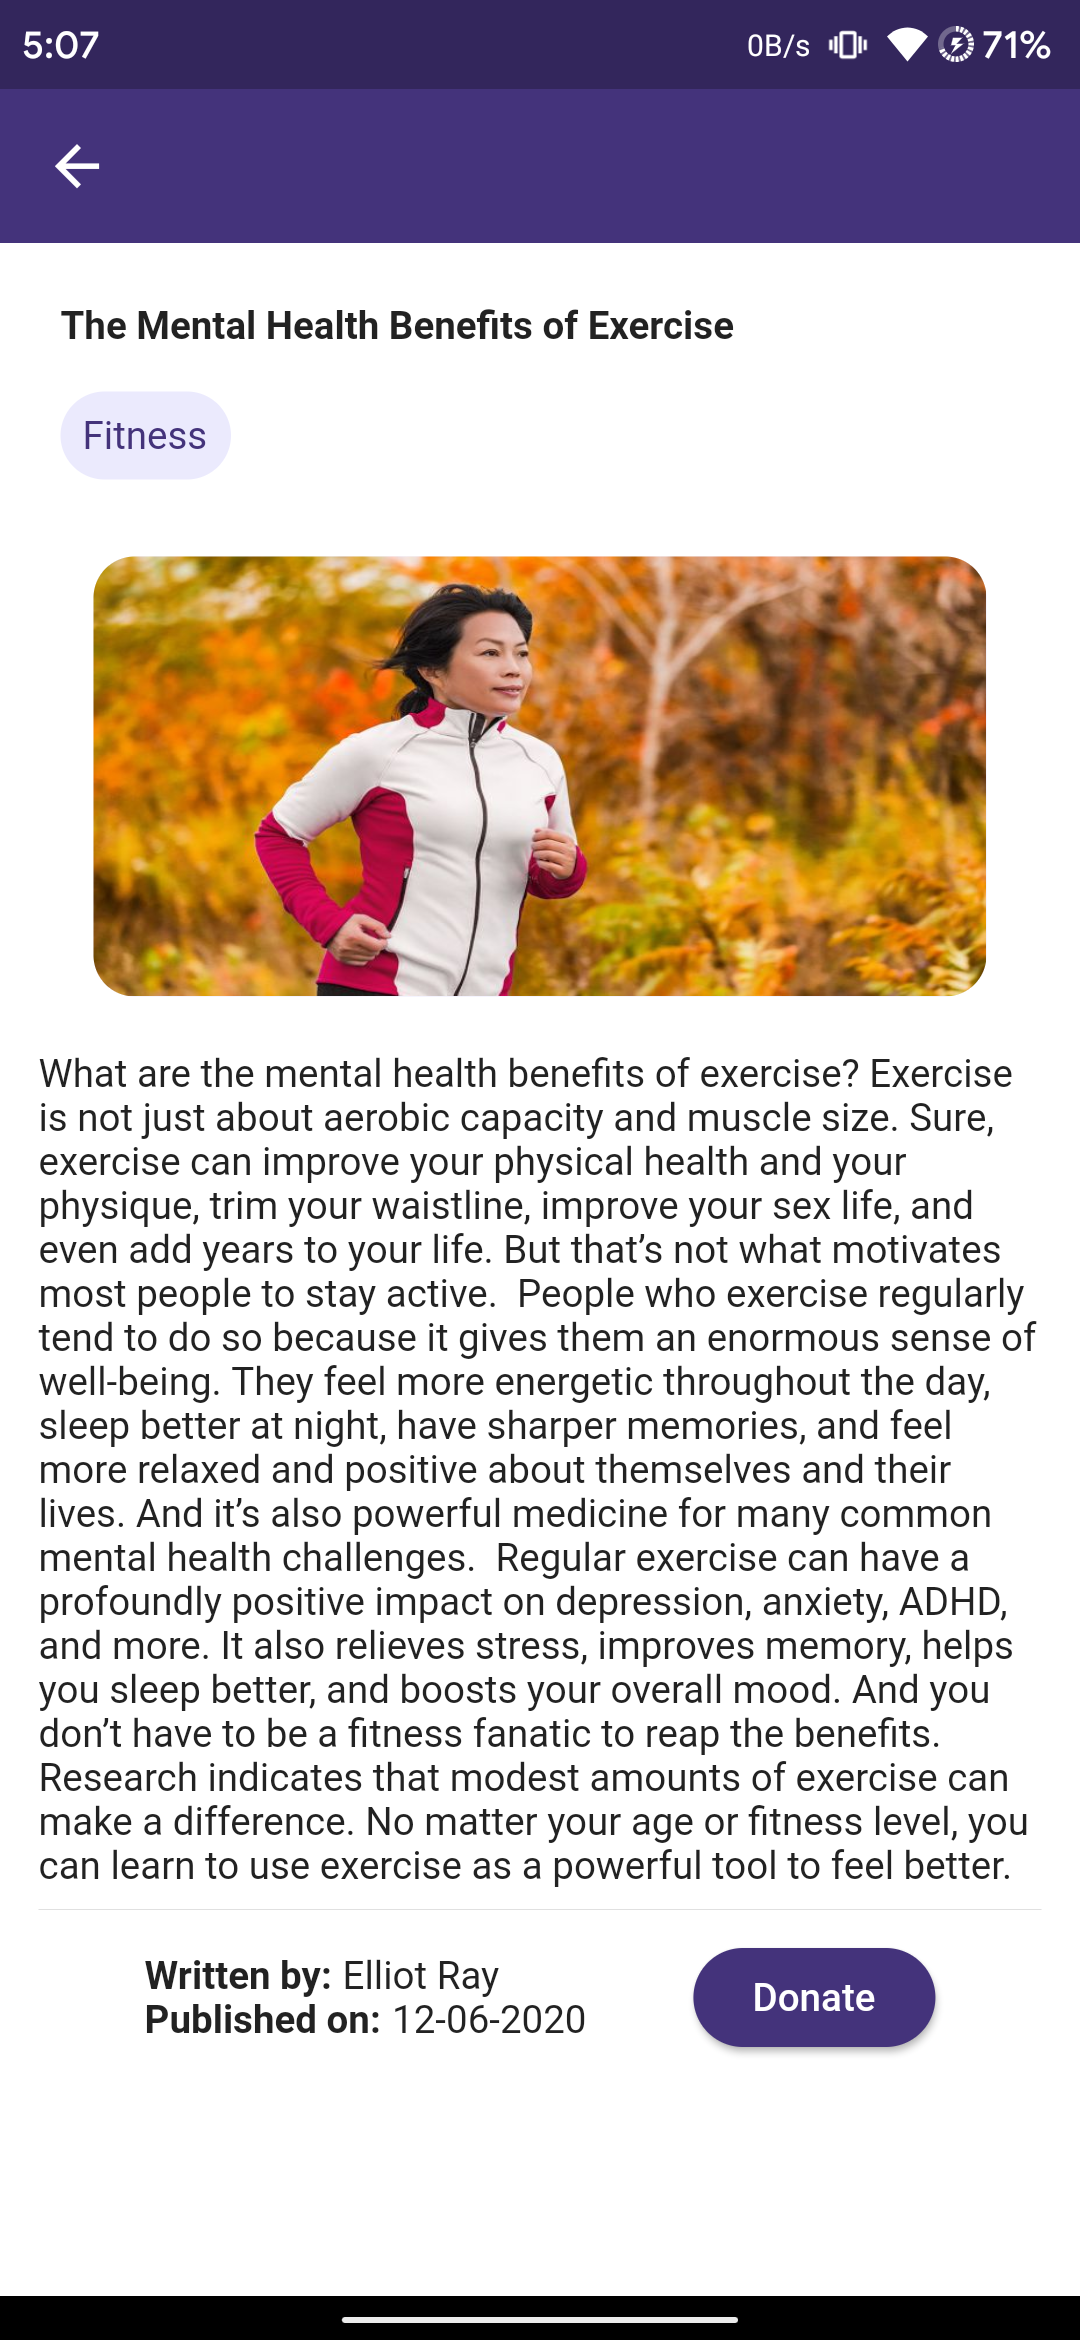 5:07
0B/s 71%
The Mental Health Benefits of Exercise
Fitness
What are the mental health benefits of exercise? Exercise
is not just about aerobic capacity and muscle size. Sure,
exercise can improve your physical health and your
physique, trim your waistline, improve your sex life, and
even add years to your life. But that’s not what motivates
most people to stay active.  People who exercise regularly
tend to do so because it gives them an enormous sense of
well-being. They feel more energetic throughout the day,
sleep better at night, have sharper memories, and feel
more relaxed and positive about themselves and their
lives. And it’s also powerful medicine for many common
mental health challenges.  Regular exercise can have a
profoundly positive impact on depression, anxiety, ADHD,
and more. It also relieves stress, improves memory, helps
you sleep better, and boosts your overall mood. And you
don’t have to be a fitness fanatic to reap the benefits.
Research indicates that modest amounts of exercise can
make a difference. No matter your age or fitness level, you
can learn to use exercise as a powerful tool to feel better.
Written by: Elliot Ray
Published on: 12-06-2020
Donate